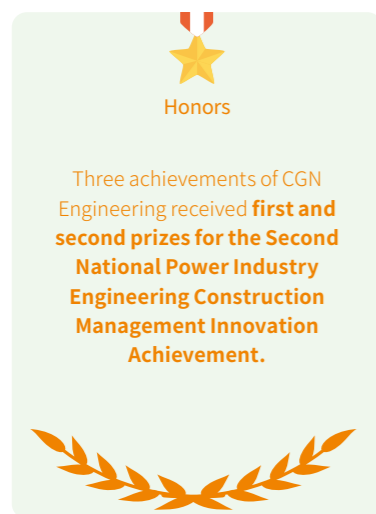 Honors
Three achievements of CGN
Engineering received first and
second prizes for the Second
National Power Industry
Engineering Construction
Management Innovation
Achievement.